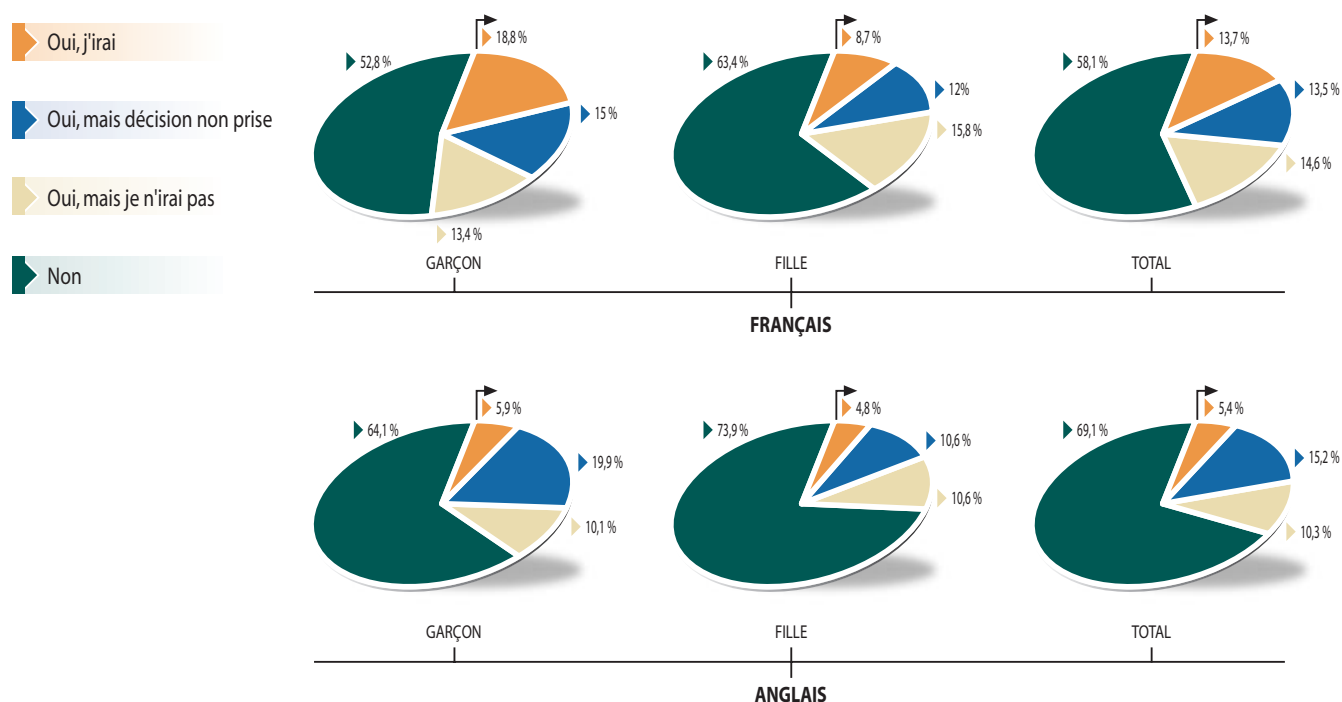 Oui, j'irai
Oui, mais décision non prise
Oui, mais je n'irai pas
Non
52,8 %
18,8 %
15 %
13,4 %
GARÇON
63,4 %
8,7 %
12%
15,8 %
FILLE
58,1 %
13,7 %
13,5 %
14,6 %
TOTAL
FRANÇAIS
64,1 %
5,9 %
19,9 %
10,1 %
GARÇON
73,9 %
4,8 %
10,6 %
10,6 %
FILLE
69,1 %
5,4 %
15,2 %
10,3 %
TOTAL
ANGLAIS